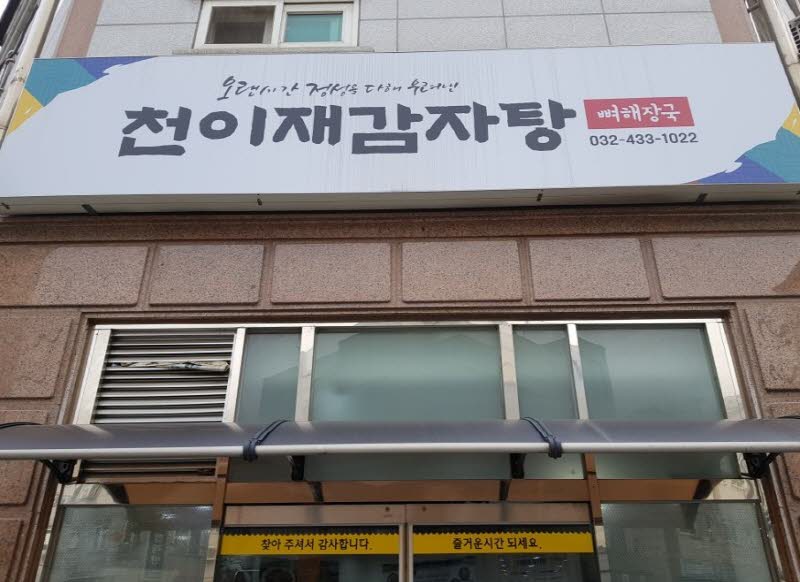 오랜시간 정성을 다해 우려낸
천이재감자탕
뼈해장국
032-433-1022
찾아 주셔서 감사합니다.
즐거운시간 되세요.